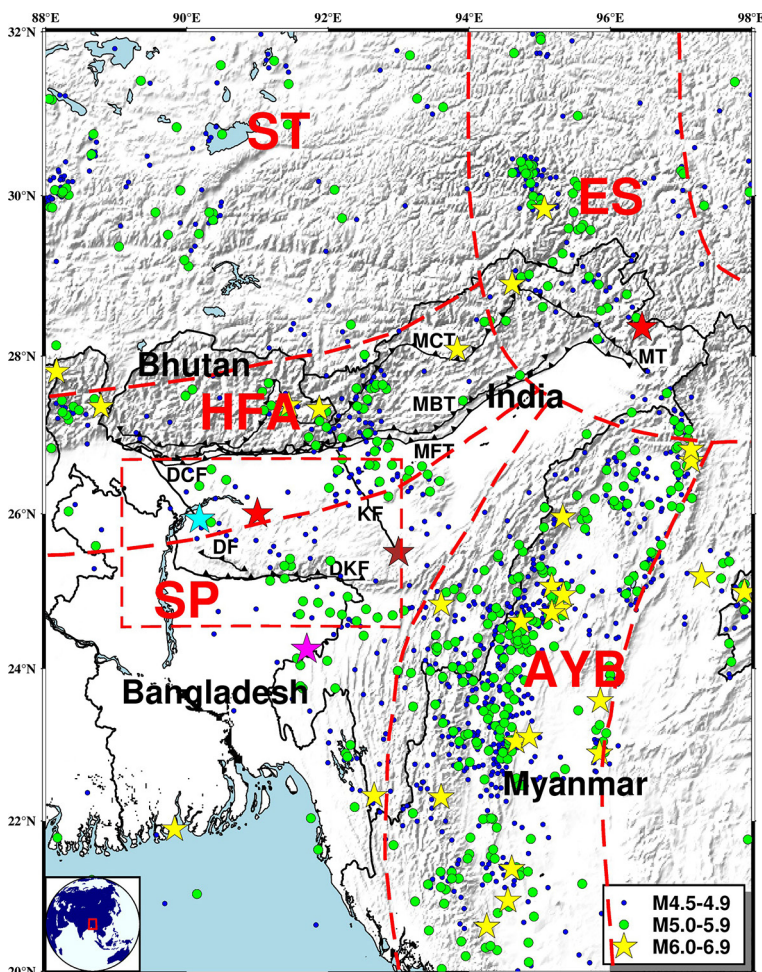 88°E 90°E 92°E 94°E 96°E 98°E
32°N
ST
30°N
ES
28°N
MCT
MT
Bhutan
India
MBT
HFA
MFT
DCF
26°N
KF
DF
DKF
SP
24°N
AYB
Bangladesh
Myanmar
22°N
M4.5-4.9
M5.0-5.9
M6.0-6.9
20°N